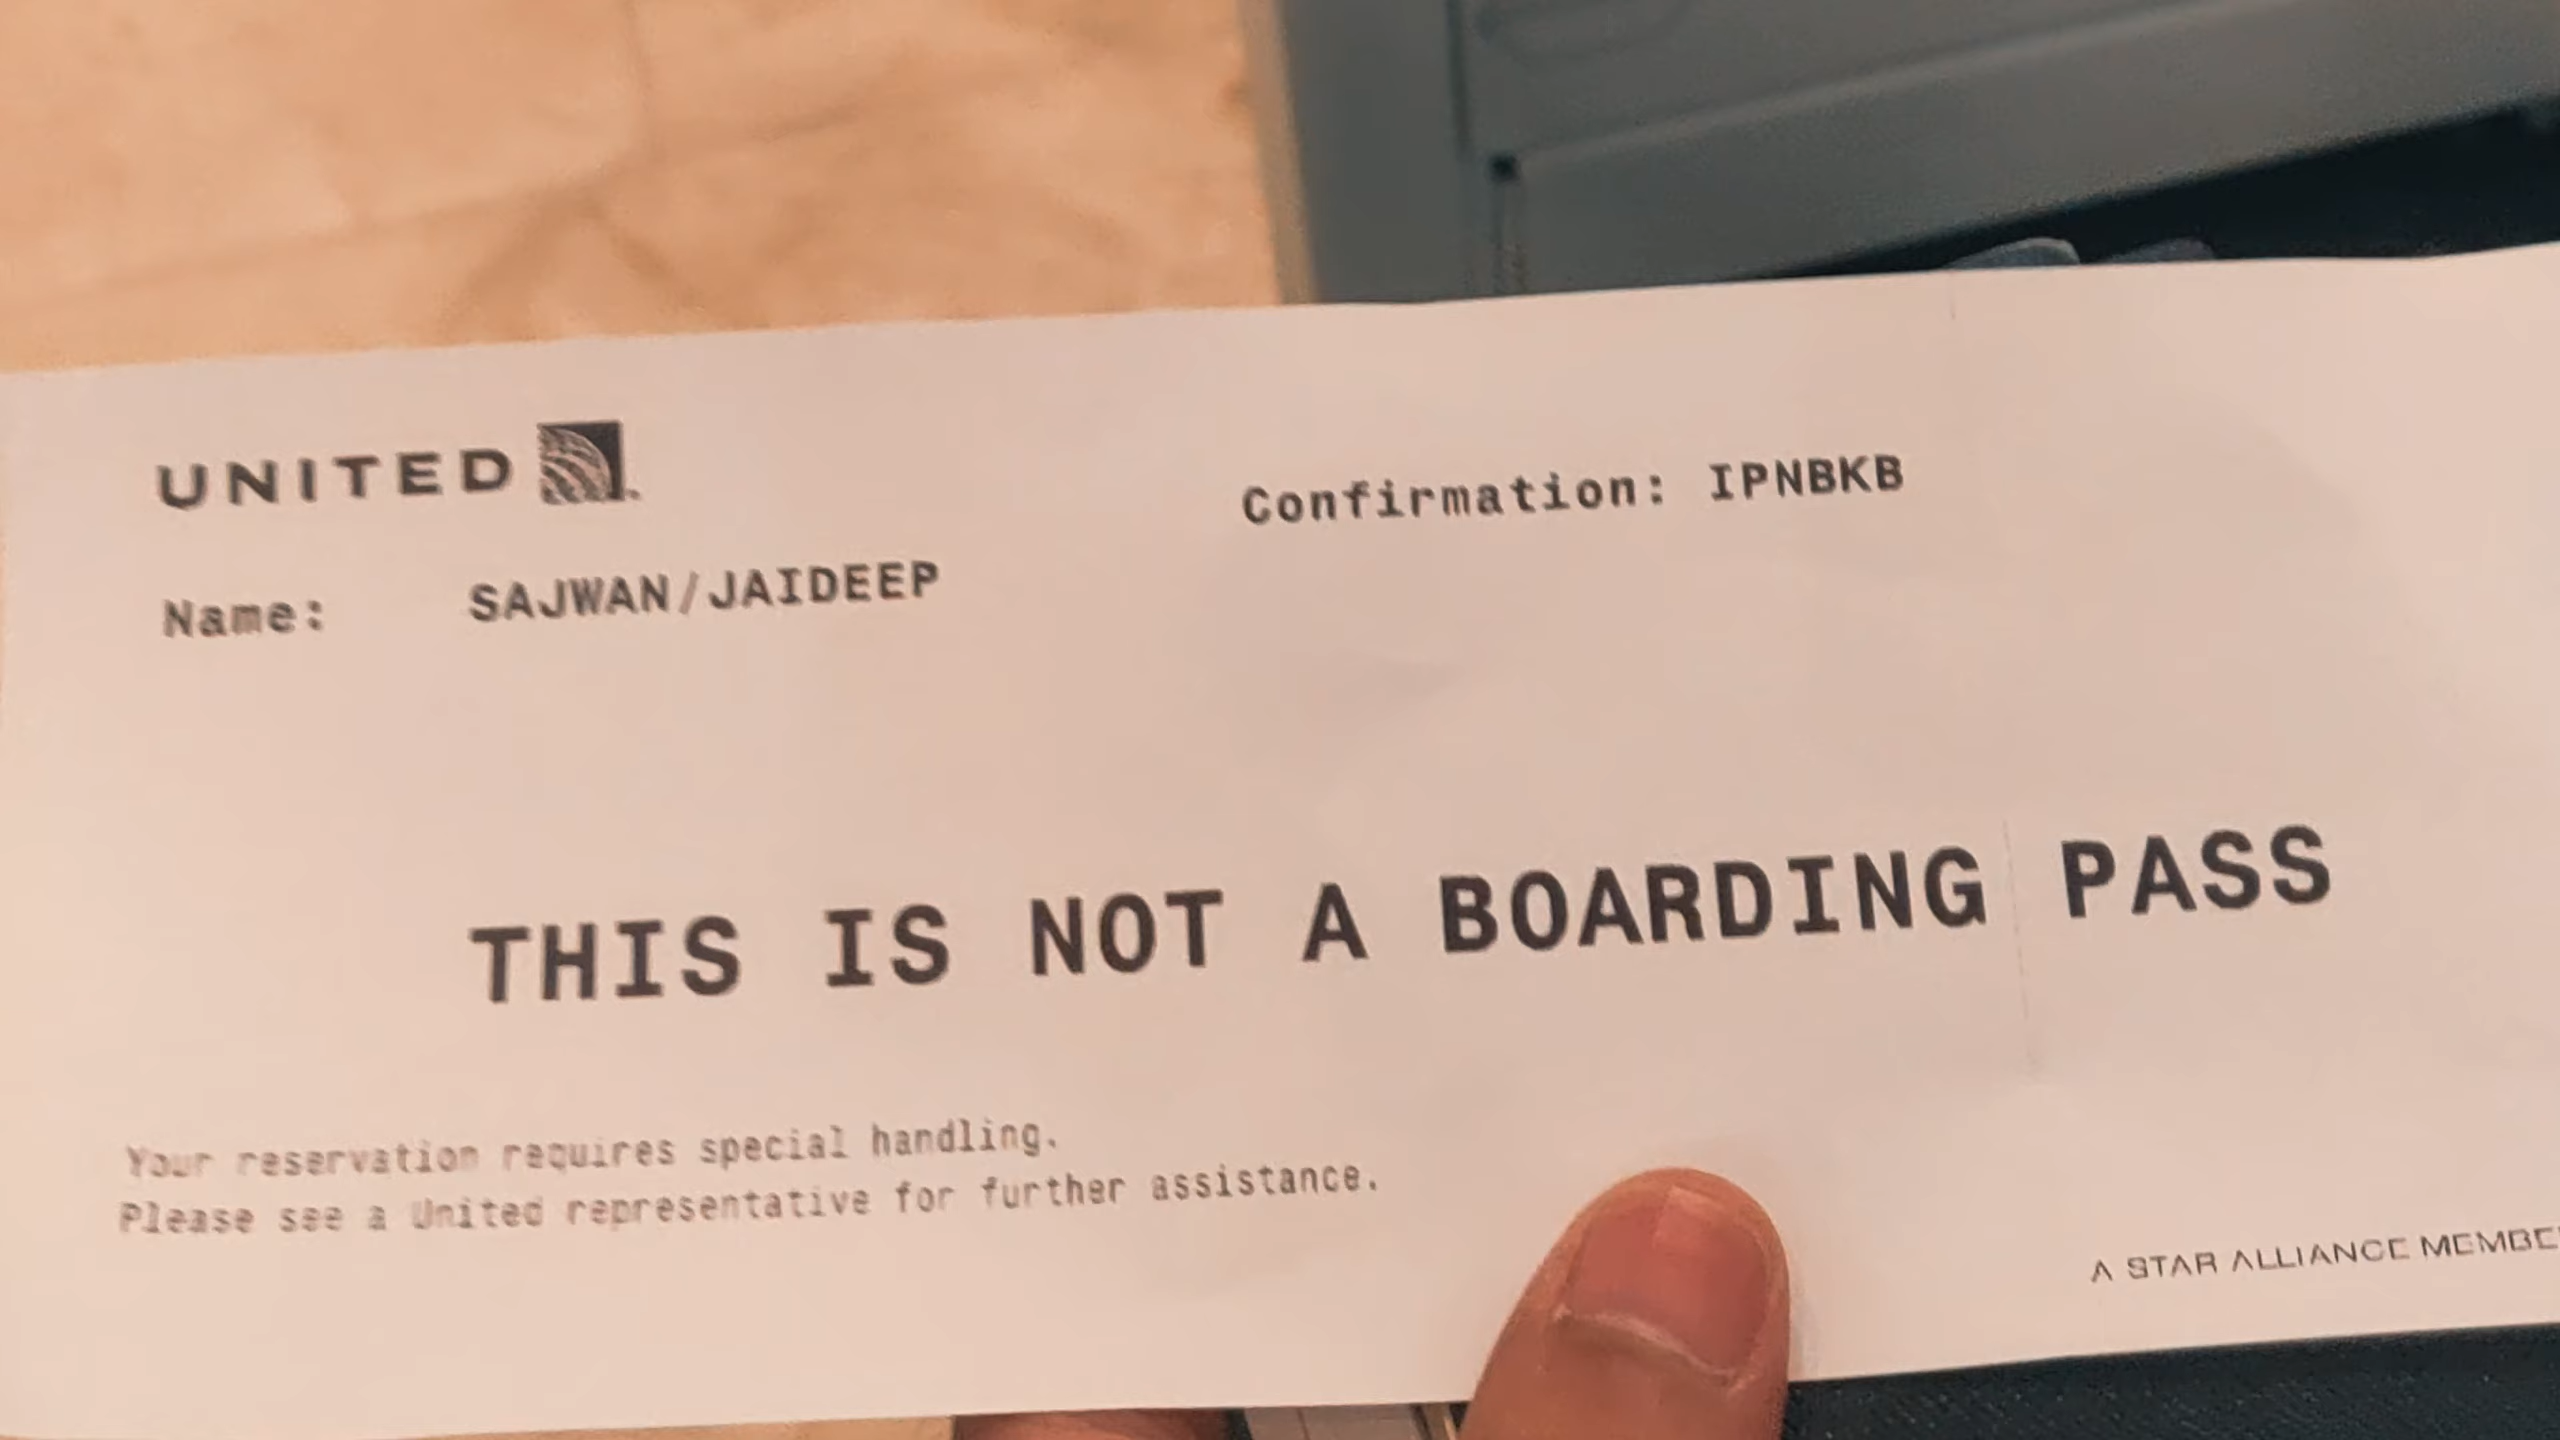 UNITED
Confirmation: IPNBKB
Name: SAJWAN/JAIDEEP
THIS IS NOT A BOARDING PASS
Your reservation requires special handling.
Please see a United representative for further assistance.
A STAR ALLIANCE MEMBE